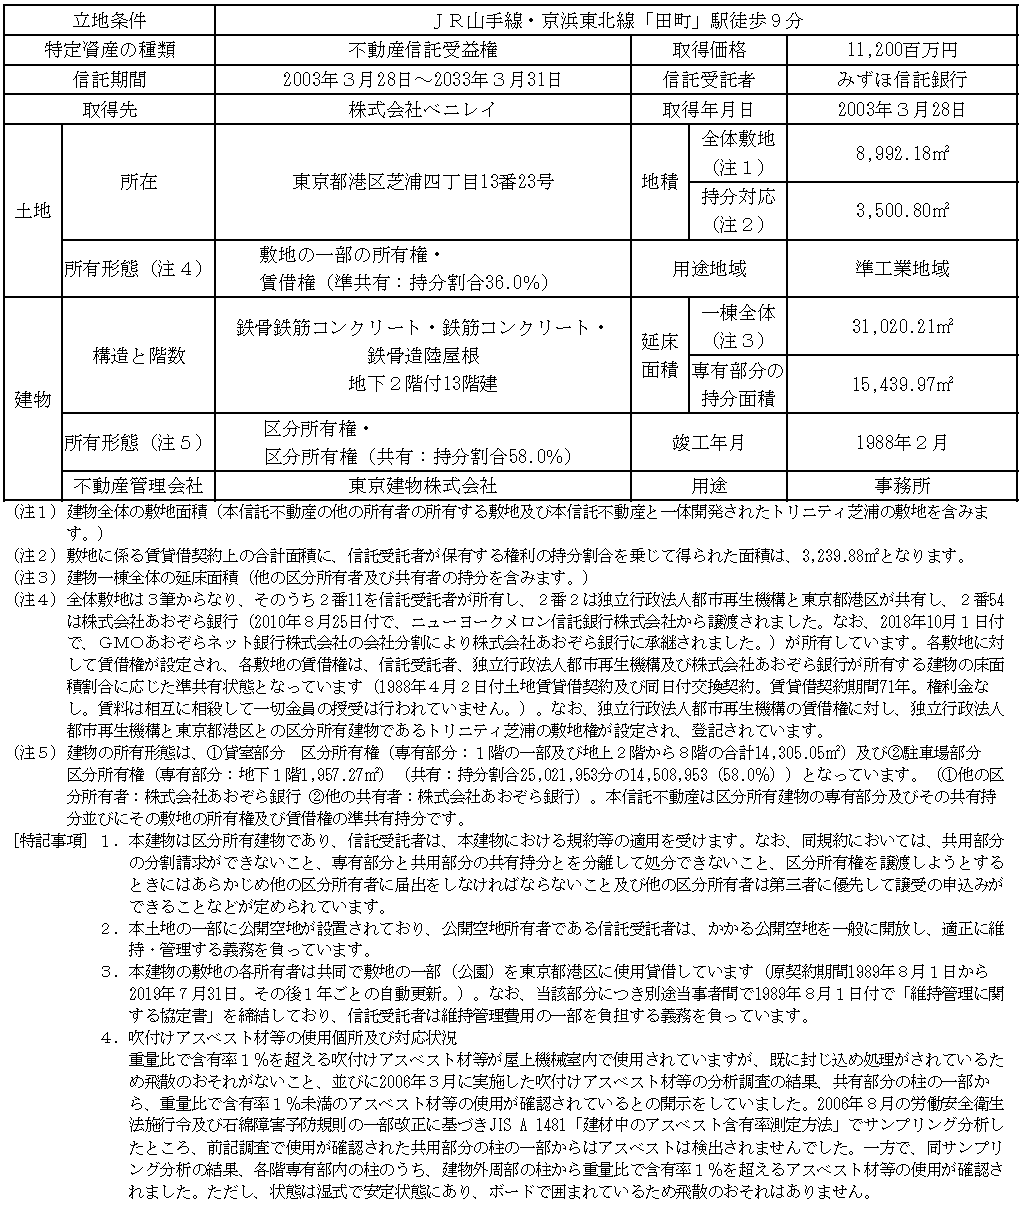 立地条件 ＪＲ山手線・京浜東北線「田町」駅徒歩９分
特定資産の種類 不動産信託受益権 取得価格 11,200百万円
信託期間 2003年３月28日～2033年３月31日 信託受託者 みずほ信託銀行
取得先 株式会社ベニレイ 取得年月日 2003年３月28日
土地 所在 東京都港区芝浦四丁目13番23号 地積
全体敷地
（注１）
8,992.18㎡
持分対応
（注２）
3,500.80㎡
所有形態（注４）
敷地の一部の所有権・
賃借権（準共有：持分割合36.0％）
用途地域 準工業地域
建物 構造と階数
鉄骨鉄筋コンクリート・鉄筋コンクリート・
鉄骨造陸屋根
地下２階付13階建
延床
面積
一棟全体
（注３）
31,020.21㎡
専有部分の
持分面積
15,439.97㎡
所有形態（注５）
区分所有権・
区分所有権（共有：持分割合58.0％）
竣工年月 1988年２月
不動産管理会社 東京建物株式会社 用途 事務所
（注１）建物全体の敷地面積（本信託不動産の他の所有者の所有する敷地及び本信託不動産と一体開発されたトリニティ芝浦の敷地を含みま
す。）
（注２）敷地に係る賃貸借契約上の合計面積に、信託受託者が保有する権利の持分割合を乗じて得られた面積は、3,239.88㎡となります。
（注３）建物一棟全体の延床面積（他の区分所有者及び共有者の持分を含みます。）
（注４）全体敷地は３筆からなり、そのうち２番11を信託受託者が所有し、２番２は独立行政法人都市再生機構と東京都港区が共有し、２番54
は株式会社あおぞら銀行（2010年８月25日付で、ニューヨークメロン信託銀行株式会社から譲渡されました。なお、2018年10月１日付
で、ＧＭＯあおぞらネット銀行株式会社の会社分割により株式会社あおぞら銀行に承継されました。）が所有しています。各敷地に対
して賃借権が設定され、各敷地の賃借権は、信託受託者、独立行政法人都市再生機構及び株式会社あおぞら銀行が所有する建物の床面
積割合に応じた準共有状態となっています（1988年４月２日付土地賃貸借契約及び同日付交換契約。賃貸借契約期間71年。権利金な
し。賃料は相互に相殺して一切金員の授受は行われていません。）。なお、独立行政法人都市再生機構の賃借権に対し、独立行政法人
都市再生機構と東京都港区との区分所有建物であるトリニティ芝浦の敷地権が設定され、登記されています。
（注５）建物の所有形態は、①貸室部分　区分所有権（専有部分：１階の一部及び地上２階から８階の合計14,305.05㎡）及び②駐車場部分
区分所有権（専有部分：地下１階1,957.27㎡）（共有：持分割合25,021,953分の14,508,953（58.0％））となっています。（①他の区
分所有者：株式会社あおぞら銀行 ②他の共有者：株式会社あおぞら銀行）。本信託不動産は区分所有建物の専有部分及びその共有持
分並びにその敷地の所有権及び賃借権の準共有持分です。
[特記事項] １．本建物は区分所有建物であり、信託受託者は、本建物における規約等の適用を受けます。なお、同規約においては、共用部分
の分割請求ができないこと、専有部分と共用部分の共有持分とを分離して処分できないこと、区分所有権を譲渡しようとする
ときにはあらかじめ他の区分所有者に届出をしなければならないこと及び他の区分所有者は第三者に優先して譲受の申込みが
できることなどが定められています。
２．本土地の一部に公開空地が設置されており、公開空地所有者である信託受託者は、かかる公開空地を一般に開放し、適正に維
持・管理する義務を負っています。
３．本建物の敷地の各所有者は共同で敷地の一部（公園）を東京都港区に使用貸借しています（原契約期間1989年８月１日から
2019年７月31日。その後１年ごとの自動更新。）。なお、当該部分につき別途当事者間で1989年８月１日付で「維持管理に関
する協定書」を締結しており、信託受託者は維持管理費用の一部を負担する義務を負っています。
４．吹付けアスベスト材等の使用個所及び対応状況
重量比で含有率１％を超える吹付けアスベスト材等が屋上機械室内で使用されていますが、既に封じ込め処理がされているた
め飛散のおそれがないこと、並びに2006年３月に実施した吹付けアスベスト材等の分析調査の結果、共有部分の柱の一部か
ら、重量比で含有率１％未満のアスベスト材等の使用が確認されているとの開示をしていました。2006年８月の労働安全衛生
法施行令及び石綿障害予防規則の一部改正に基づきJIS A 1481「建材中のアスベスト含有率測定方法」でサンプリング分析し
たところ、前記調査で使用が確認された共用部分の柱の一部からはアスベストは検出されませんでした。一方で、同サンプリ
ング分析の結果、各階専有部内の柱のうち、建物外周部の柱から重量比で含有率１％を超えるアスベスト材等の使用が確認さ
れました。ただし、状態は湿式で安定状態にあり、ボードで囲まれているため飛散のおそれはありません。